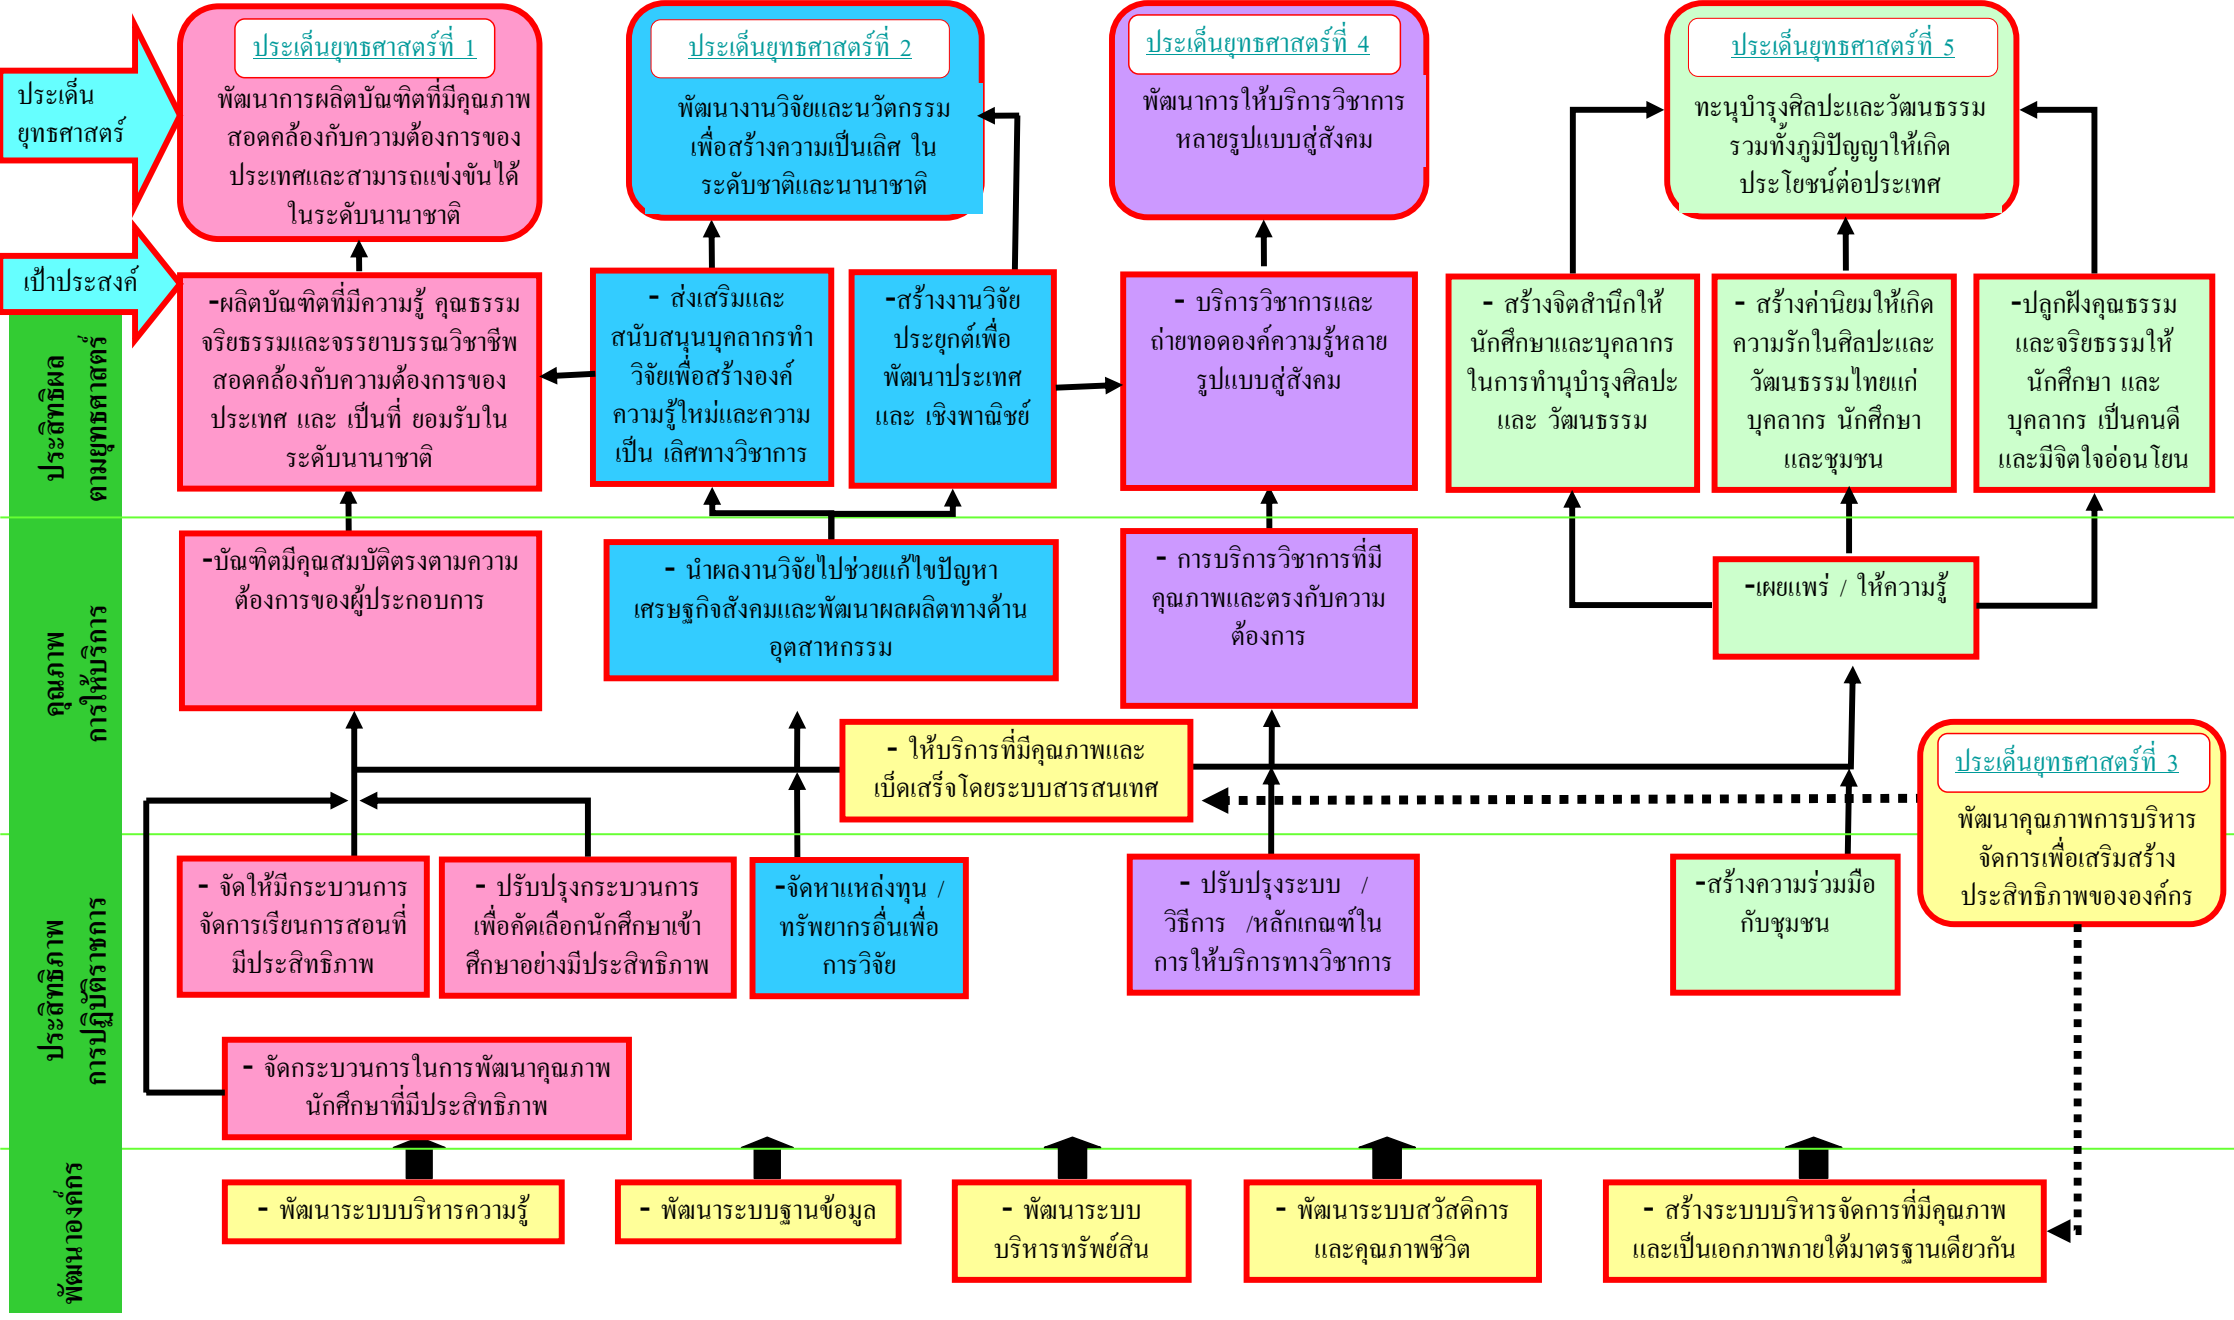 ประเด็น
ยุทธศาสตร์
ประเด็นยุทธศาสตร์ที่ 1
พัฒนาการผลิตบัณฑิตที่มีคุณภาพ
สอดคล้องกับความต้องการของ
ประเทศและสามารถแข่งขันได้
ในระดับนานาชาติ
ประเด็นยุทธศาสตร์ที่ 2
พัฒนางานวิจัยและนวัตกรรม
เพื่อสร้างความเป็นเลิศ ใน
ระดับชาติและนานาชาติ
ประเด็นยุทธศาสตร์ที่ 4
พัฒนาการให้บริการวิชาการ
หลายรูปแบบสู่สังคม
ประเด็นยุทธศาสตร์ที่ 5
ทะนุบำรุงศิลปะและวัฒนธรรม
รวมทั้งภูมิปัญญาให้เกิด
ประโยชน์ต่อประเทศ
เป้าประสงค์
ประสิทธิผล
ตามยุทธศาสตร์
-ผลิตบัณฑิตที่มีความรู้ คุณธรรม
จริยธรรมและจรรยาบรรณวิชาชีพ
สอดคล้องกับความต้องการของ
ประเทศ และ เป็นที่ ยอมรับใน
ระดับนานาชาติ
- ส่งเสริมและ
สนับสนุนบุคลากรทำ
วิจัยเพื่อสร้างองค์
ความรู้ใหม่และความ
เป็น เลิศทางวิชาการ
-สร้างงานวิจัย
ประยุกต์เพื่อ
พัฒนาประเทศ
และ เชิงพาณิชย์
- บริการวิชาการและ
ถ่ายทอดองค์ความรู้หลาย
รูปแบบสู่สังคม
- สร้างจิตสำนึกให้
นักศึกษาและบุคลากร
ในการทำนุบำรุงศิลปะ
และ วัฒนธรรม
- สร้างค่านิยมให้เกิด
ความรักในศิลปะและ
วัฒนธรรมไทยแก่
บุคลากร นักศึกษา
และชุมชน
-ปลูกฝังคุณธรรม
และจริยธรรมให้
นักศึกษา และ
บุคลากร เป็นคนดี
และมีจิตใจอ่อนโยน
คุณภาพ
การให้บริการ
-บัณฑิตมีคุณสมบัติตรงตามความ
ต้องการของผู้ประกอบการ
- นำผลงานวิจัยไปช่วยแก้ไขปัญหา
เศรษฐกิจสังคมและพัฒนาผลผลิตทางด้าน
อุตสาหกรรม
- การบริการวิชาการที่มี
คุณภาพและตรงกับความ
ต้องการ
-เผยแพร่ / ให้ความรู้
- ให้บริการที่มีคุณภาพและ
เบ็ดเสร็จโดยระบบสารสนเทศ
ประเด็นยุทธศาสตร์ที่ 3
พัฒนาคุณภาพการบริหาร
จัดการเพื่อเสริมสร้าง
ประสิทธิภาพขององค์กร
ประสิทธิภาพ
การปฏิบัติราชการ
- จัดให้มีกระบวนการ
จัดการเรียนการสอนที่
มีประสิทธิภาพ
- ปรับปรุงกระบวนการ
เพื่อคัดเลือกนักศึกษาเข้า
ศึกษาอย่างมีประสิทธิภาพ
-จัดหาแหล่งทุน /
ทรัพยากรอื่นเพื่อ
การวิจัย
- ปรับปรุงระบบ /
วิธีการ /หลักเกณฑ์ใน
การให้บริการทางวิชาการ
-สร้างความร่วมมือ
กับชุมชน
- จัดกระบวนการในการพัฒนาคุณภาพ
นักศึกษาที่มีประสิทธิภาพ
พัฒนาองค์กร
- พัฒนาระบบบริหารความรู้
- พัฒนาระบบฐานข้อมูล
- พัฒนาระบบ
บริหารทรัพย์สิน
- พัฒนาระบบสวัสดิการ
และคุณภาพชีวิต
- สร้างระบบบริหารจัดการที่มีคุณภาพ
และเป็นเอกภาพภายใต้มาตรฐานเดียวกัน